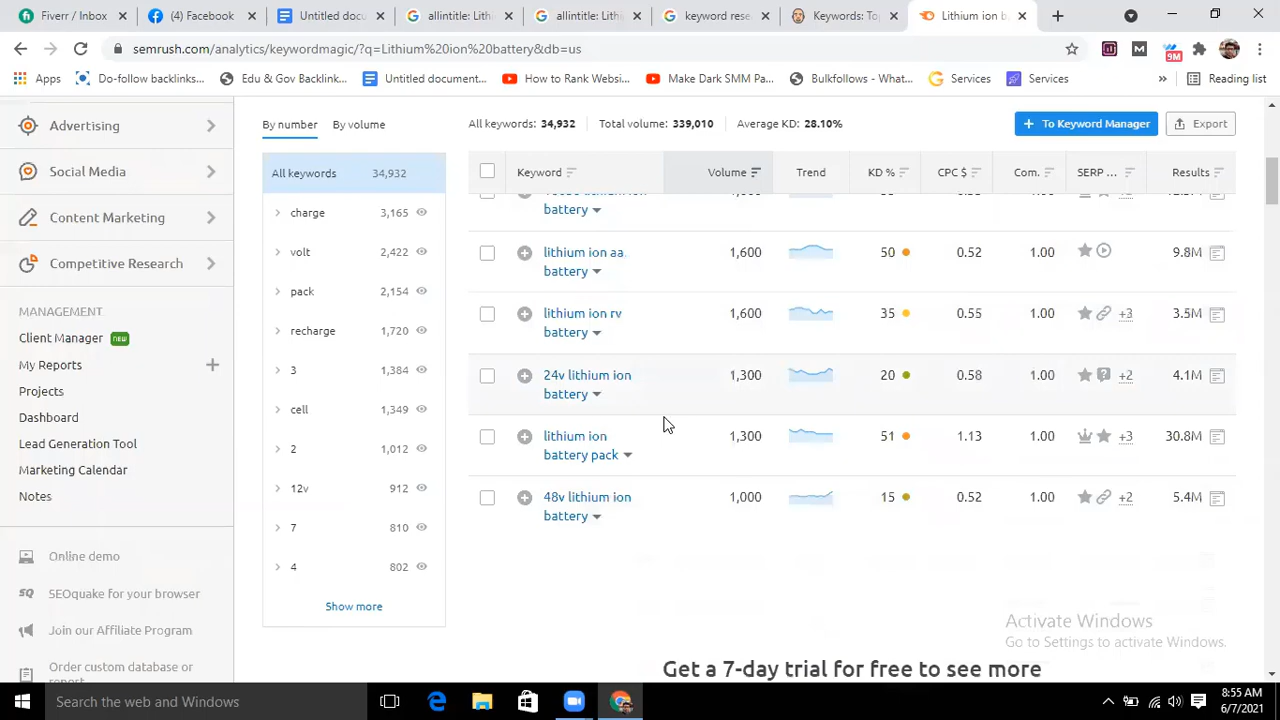 Fiverr / In
(4) Facebook
Untitled docu
allintitle: Lith
allintitle: Lith
keyword rese
Keywords: Top
Lithium ion b
semrush.com/analytics/keywordmagic/?q=Lithium%20ion%20battery&db=us
9M
Apps
Do-follow backlinks...
Edu & Gov Backlink...
Untitled document...
How to Rank Websi...
Make Dark SMM Pa...
Bulkfollows - What...
Services
Services
Reading list
Advertising
Social Media
Content Marketing
Competitive Research
MANAGEMENT
Client Manager NEW
My Reports
Projects
Dashboard
Lead Generation Tool
Marketing Calendar
Notes
Online demo
SEOquake for your browser
Join our Affiliate Program
Order custom database or
By number By volume
All keywords 34,932
charge 3,165
volt 2,422
pack 2,154
recharge 1,720
3 1,384
cell 1,349
2 1,012
12v 912
7 810
4 802
Show more
All keywords: 34,932 Total volume: 339,010 Average KD: 28.10%
+ To Keyword Manager Export
Keyword Volume Trend KD % CPC $ Com. SERP ... Results
battery
lithium ion aa 1,600 50 0.52 1.00 9.8M
battery
lithium ion rv 1,600 35 0.55 1.00 +3 3.5M
battery
24v lithium ion 1,300 20 0.58 1.00 +2 4.1M
battery
lithium ion 1,300 51 1.13 1.00 +3 30.8M
battery pack
48v lithium ion 1,000 15 0.52 1.00 +2 5.4M
battery
Activate Windows
Go to Settings to activate Windows.
Get a 7-day trial for free to see more
Search the web and Windows
8:55 AM
6/7/2021